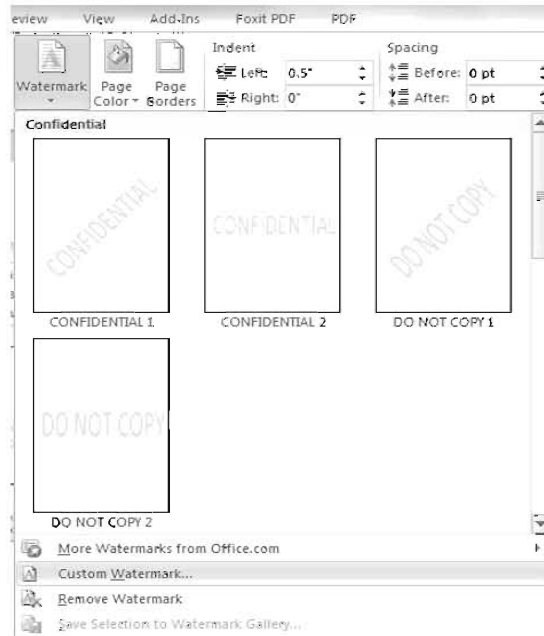 eview View Add-Ins Foxit PDF PDF
Indent Spacing
Left: 0.5" Before: 0 pt
Watermark Page Color Page Borders
Right: 0" After: 0 pt
Confidential
CONFIDENTIAL CONFIDENTIAL DO NOT COPY
CONFIDENTIAL 1 CONFIDENTIAL 2 DO NOT COPY 1
DO NOT COPY
DO NOT COPY 2
More Watermarks from Office.com
Custom Watermark...
Remove Watermark
Save Selection to Watermark Gallery...